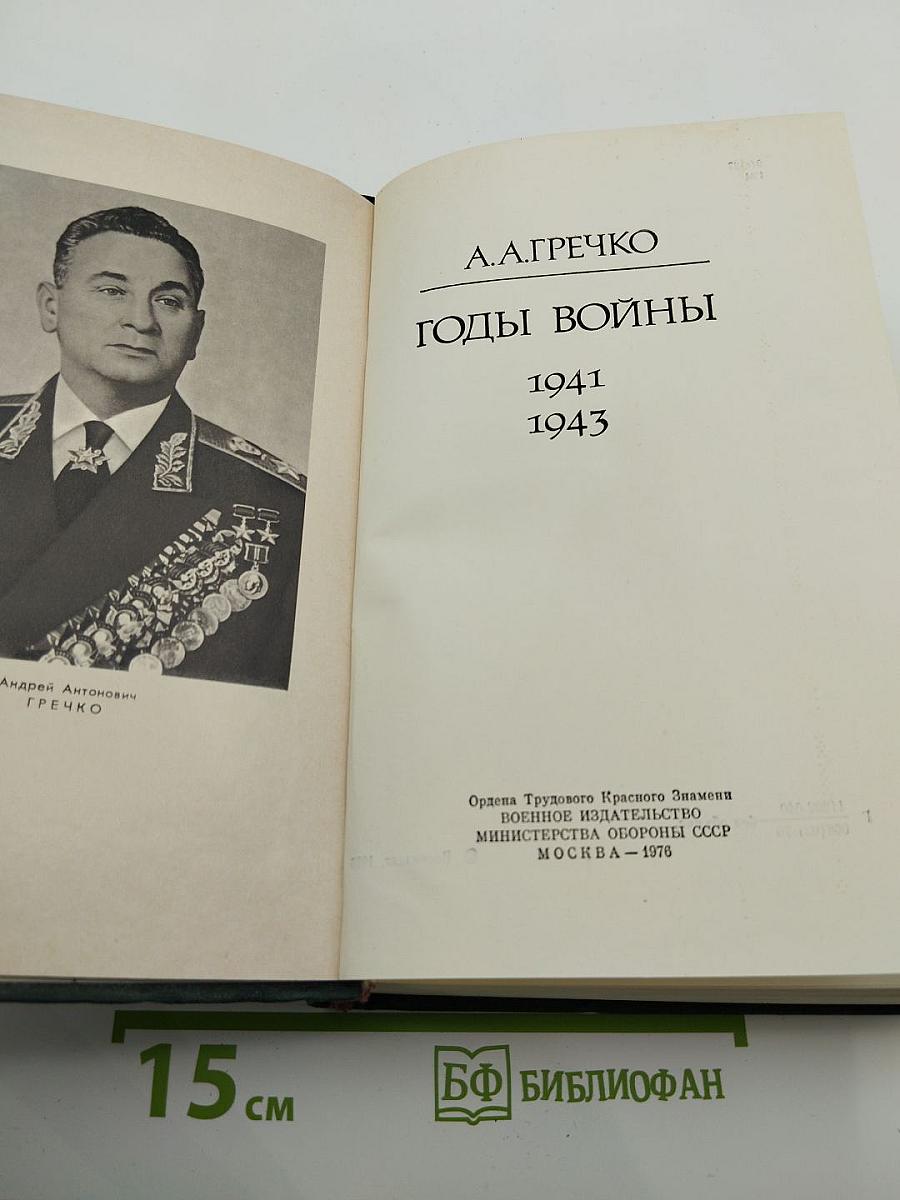 Андрей Антонович
ГРЕЧКО
А.А.ГРЕЧКО
ГОДЫ ВОЙНЫ
1941
1943
Ордена Трудового Красного Знамени
ВОЕННОЕ ИЗДАТЕЛЬСТВО
МИНИСТЕРСТВА ОБОРОНЫ СССР
МОСКВА — 1976
15 см
БФ БИБЛИОФАН